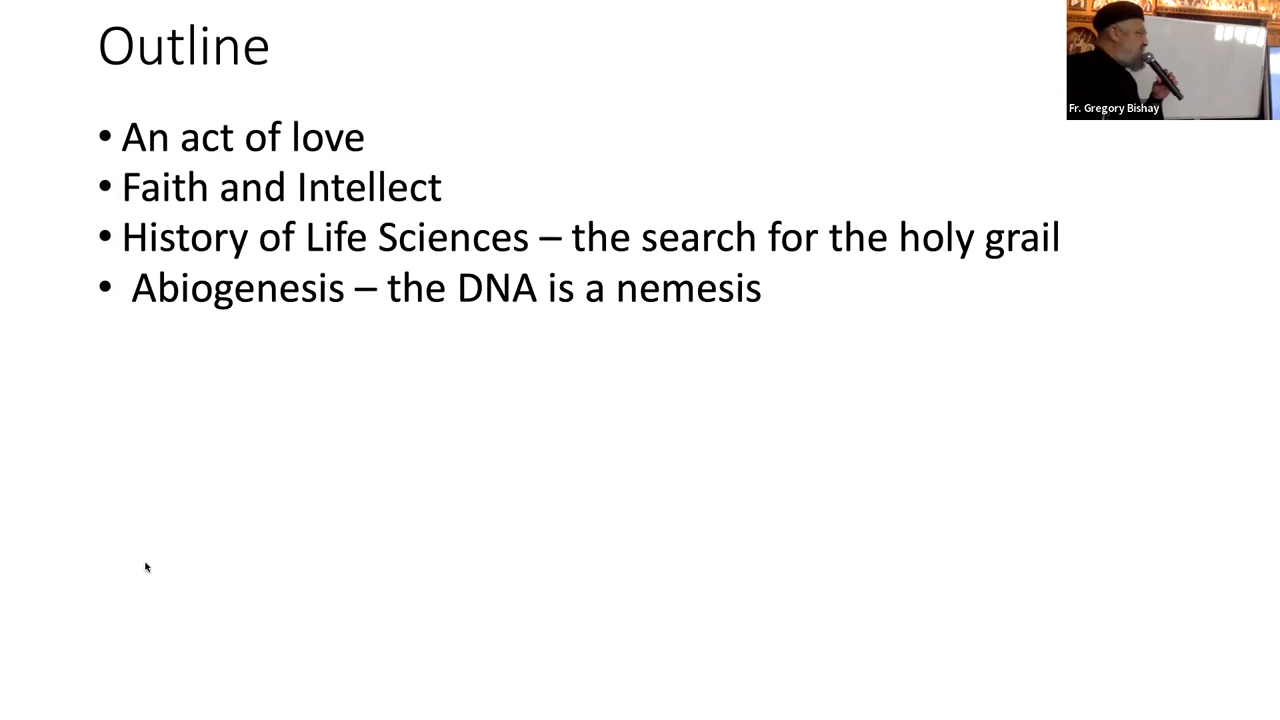 Outline
• An act of love
• Faith and Intellect
• History of Life Sciences – the search for the holy grail
• Abiogenesis – the DNA is a nemesis
Fr. Gregory Bishay